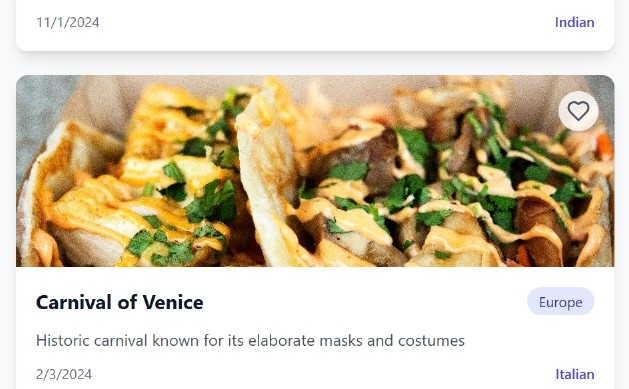 11/1/2024 Indian
Carnival of Venice Europe
Historic carnival known for its elaborate masks and costumes
2/3/2024 Italian